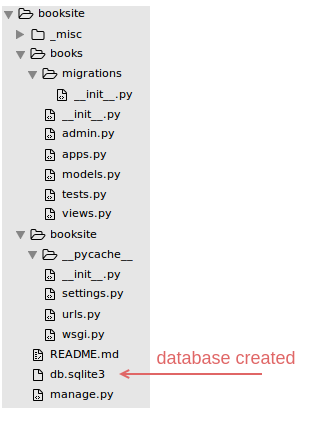 booksite
_misc
books
migrations
__init__.py
__init__.py
admin.py
apps.py
models.py
tests.py
views.py
booksite
__pycache__
__init__.py
settings.py
urls.py
wsgi.py
README.md
db.sqlite3
database created
manage.py